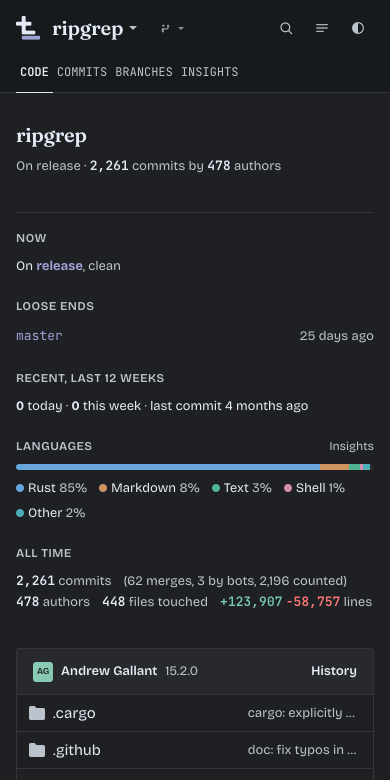 ripgrep
CODE COMMITS BRANCHES INSIGHTS
ripgrep
On release · 2,261 commits by 478 authors
NOW
On release, clean
LOOSE ENDS
master 25 days ago
RECENT, LAST 12 WEEKS
0 today · 0 this week · last commit 4 months ago
LANGUAGES Insights
Rust 85% Markdown 8% Text 3% Shell 1%
Other 2%
ALL TIME
2,261 commits (62 merges, 3 by bots, 2,196 counted)
478 authors 448 files touched +123,907 -58,757 lines
AG Andrew Gallant 15.2.0 History
.cargo cargo: explicitly ...
.github doc: fix typos in ...